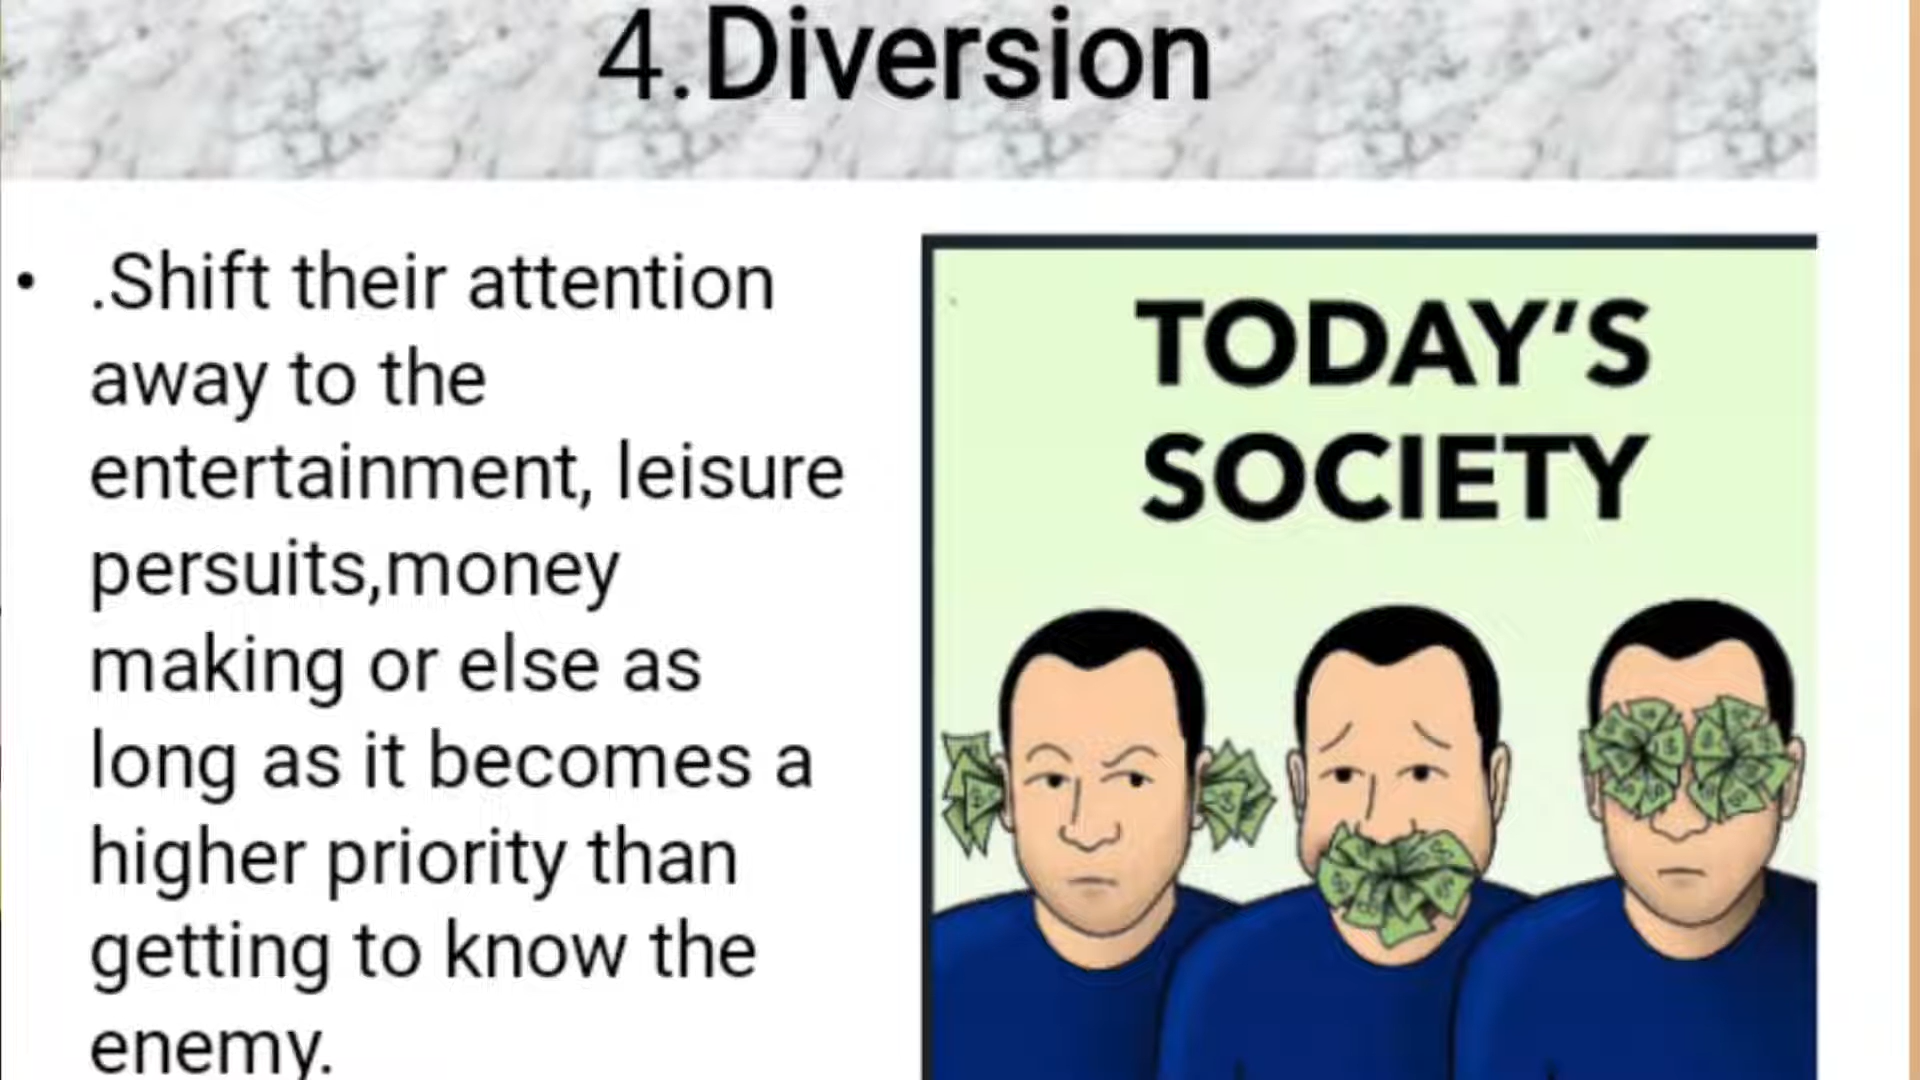 4.Diversion
• .Shift their attention
away to the
entertainment, leisure
persuits,money
making or else as
long as it becomes a
higher priority than
getting to know the
enemy.
TODAY'S
SOCIETY